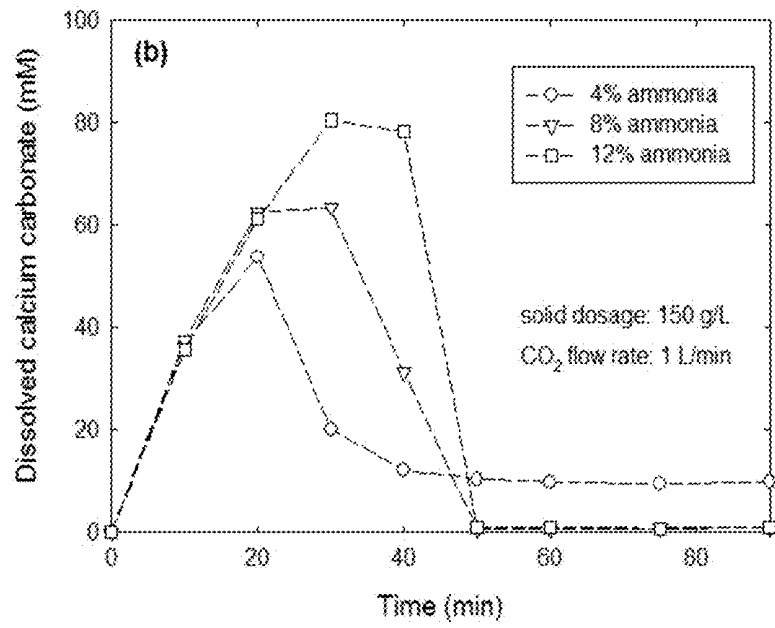 100
80
60
40
20
0
Dissolved calcium carbonate (mM)
(b)
4% ammonia
8% ammonia
12% ammonia
solid dosage: 150 g/L
CO2 flow rate: 1 L/min
0
20
40
60
80
Time (min)